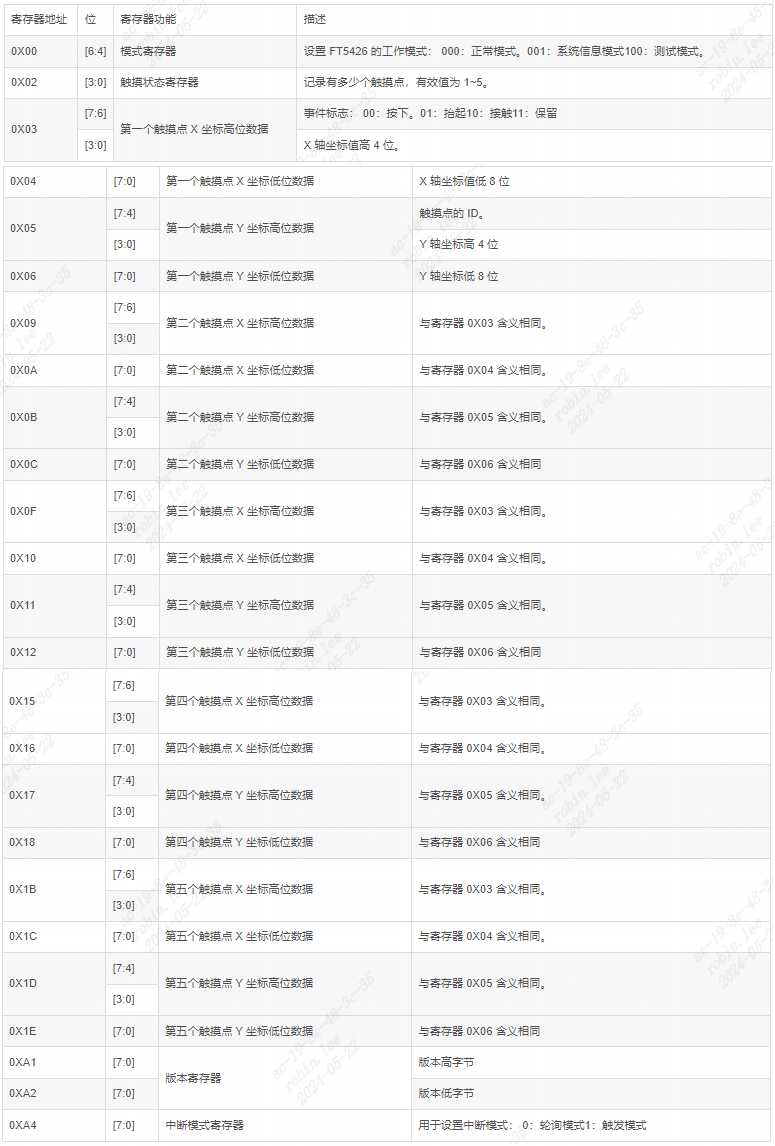 寄存器地址 位 寄存器功能 描述
0X00 [6:4] 模式寄存器 设置 FT5426 的工作模式： 000：正常模式。001：系统信息模式100：测试模式。
0X02 [3:0] 触摸状态寄存器 记录有多少个触摸点，有效值为 1~5。
0X03 [7:6] 第一个触摸点 X 坐标高位数据 事件标志： 00：按下。01：抬起10：接触11：保留
[3:0] X 轴坐标值高 4 位。
0X04 [7:0] 第一个触摸点 X 坐标低位数据 X 轴坐标值低 8 位
0X05 [7:4] 第一个触摸点 Y 坐标高位数据 触摸点的 ID。
[3:0] Y 轴坐标高 4 位
0X06 [7:0] 第一个触摸点 Y 坐标低位数据 Y 轴坐标低 8 位
0X09 [7:6] 第二个触摸点 X 坐标高位数据 与寄存器 0X03 含义相同。
[3:0]
0X0A [7:0] 第二个触摸点 X 坐标低位数据 与寄存器 0X04 含义相同。
0X0B [7:4] 第二个触摸点 Y 坐标高位数据 与寄存器 0X05 含义相同。
[3:0]
0X0C [7:0] 第二个触摸点 Y 坐标低位数据 与寄存器 0X06 含义相同
0X0F [7:6] 第三个触摸点 X 坐标高位数据 与寄存器 0X03 含义相同。
[3:0]
0X10 [7:0] 第三个触摸点 X 坐标低位数据 与寄存器 0X04 含义相同。
0X11 [7:4] 第三个触摸点 Y 坐标高位数据 与寄存器 0X05 含义相同。
[3:0]
0X12 [7:0] 第三个触摸点 Y 坐标低位数据 与寄存器 0X06 含义相同
0X15 [7:6] 第四个触摸点 X 坐标高位数据 与寄存器 0X03 含义相同。
[3:0]
0X16 [7:0] 第四个触摸点 X 坐标低位数据 与寄存器 0X04 含义相同。
0X17 [7:4] 第四个触摸点 Y 坐标高位数据 与寄存器 0X05 含义相同。
[3:0]
0X18 [7:0] 第四个触摸点 Y 坐标低位数据 与寄存器 0X06 含义相同
0X1B [7:6] 第五个触摸点 X 坐标高位数据 与寄存器 0X03 含义相同。
[3:0]
0X1C [7:0] 第五个触摸点 X 坐标低位数据 与寄存器 0X04 含义相同。
0X1D [7:4] 第五个触摸点 Y 坐标高位数据 与寄存器 0X05 含义相同。
[3:0]
0X1E [7:0] 第五个触摸点 Y 坐标低位数据 与寄存器 0X06 含义相同
0XA1 [7:0] 版本寄存器 版本高字节
0XA2 [7:0] 版本低字节
0XA4 [7:0] 中断模式寄存器 用于设置中断模式： 0：轮询模式1：触发模式
ac-19-8e-48-3c-35
robin.lee
2024-05-22